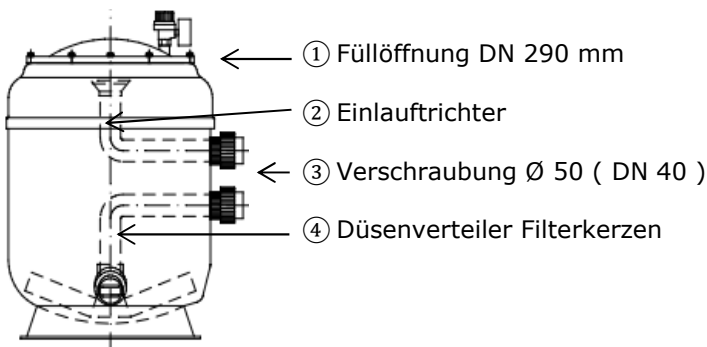 ① Füllöffnung DN 290 mm
② Einlauftrichter
③ Verschraubung Ø 50 ( DN 40 )
④ Düsenverteiler Filterkerzen